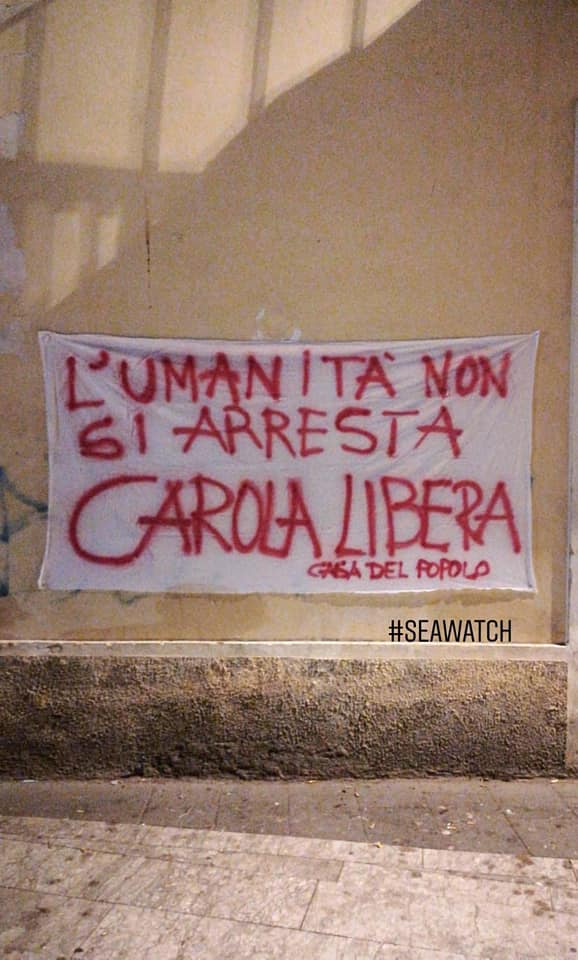 L'UMANITÀ NON
SI ARRESTA
CAROLA LIBERA
CASA DEL POPOLO
#SEAWATCH